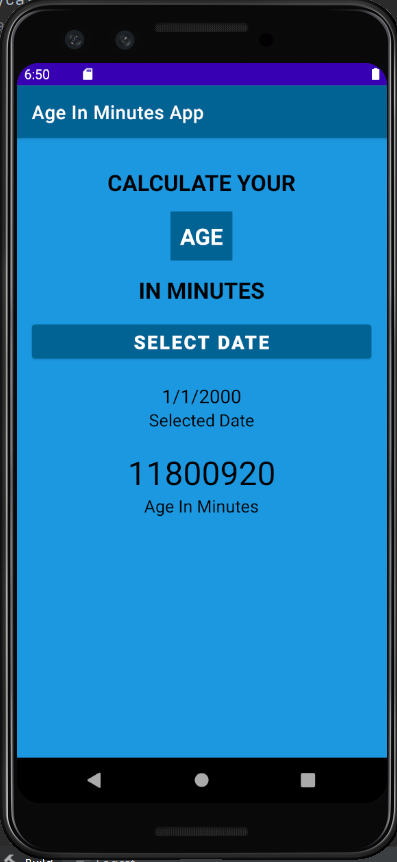 6:50
Age In Minutes App
CALCULATE YOUR
AGE
IN MINUTES
SELECT DATE
1/1/2000
Selected Date
11800920
Age In Minutes
Build